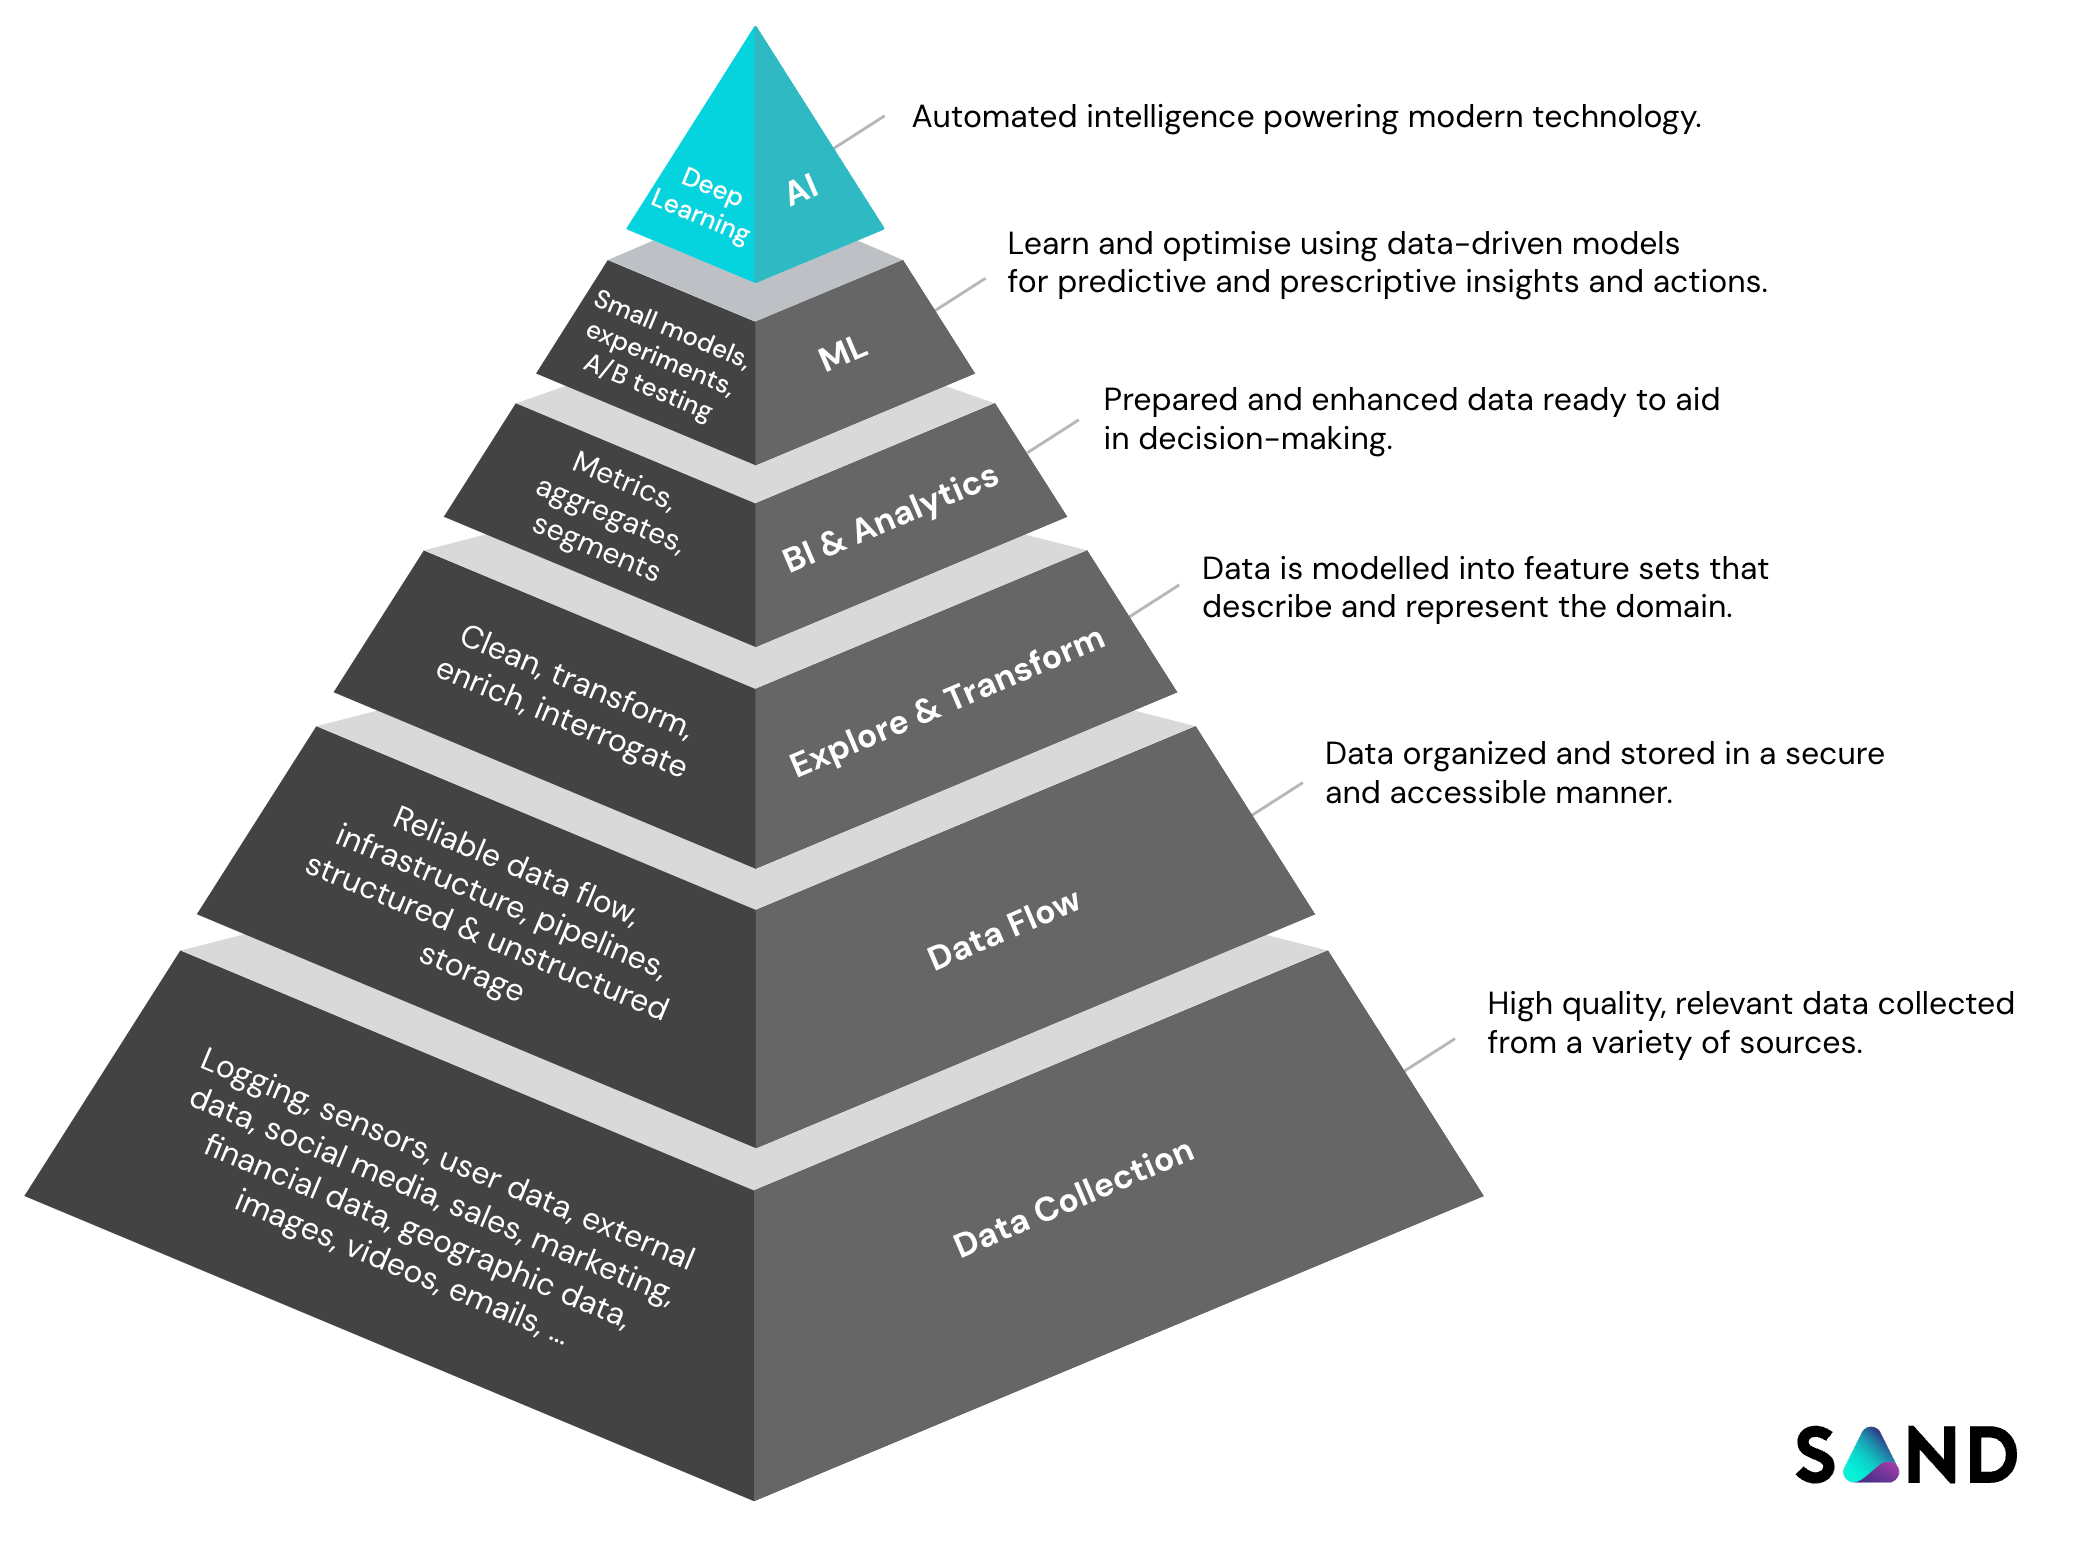 Deep
Learning
AI
Automated intelligence powering modern technology.
Small models,
experiments,
A/B testing
ML
Learn and optimise using data-driven models
for predictive and prescriptive insights and actions.
Metrics,
aggregates,
segments
BI & Analytics
Prepared and enhanced data ready to aid
in decision-making.
Clean, transform,
enrich, interrogate
Explore & Transform
Data is modelled into feature sets that
describe and represent the domain.
Reliable data flow,
infrastructure, pipelines,
structured & unstructured
storage
Data Flow
Data organized and stored in a secure
and accessible manner.
Logging, sensors, user data, external
data, social media, sales, marketing,
financial data, geographic data,
images, videos, emails, ...
Data Collection
High quality, relevant data collected
from a variety of sources.
SAND